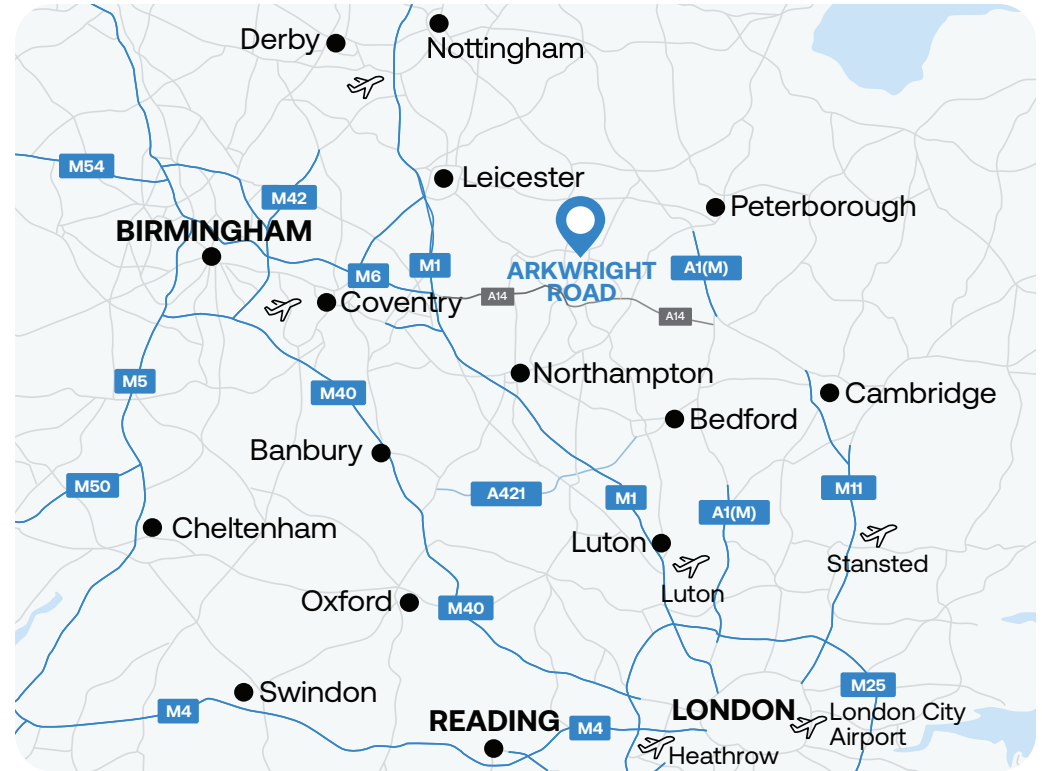 Derby
Nottingham
M54
Leicester
M42
Peterborough
BIRMINGHAM
M6
M1
ARKWRIGHT
ROAD
A1(M)
Coventry
A14
A14
M5
M40
Northampton
Cambridge
Bedford
Banbury
M50
A421
M1
A1(M)
M11
Cheltenham
Luton
Stansted
Luton
Oxford
M40
Swindon
M25
M4
READING
M4
LONDON
London City
Airport
Heathrow